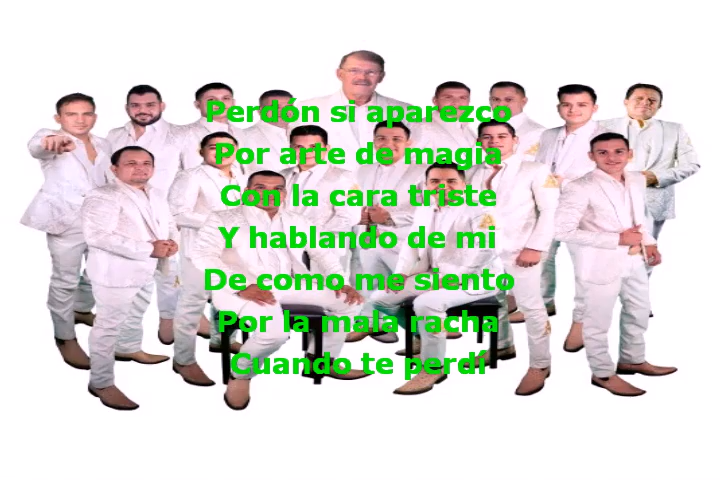 Perdón si aparezco
Por arte de magia
Con la cara triste
Y hablando de mi
De como me siento
Por la mala racha
Cuando te perdí